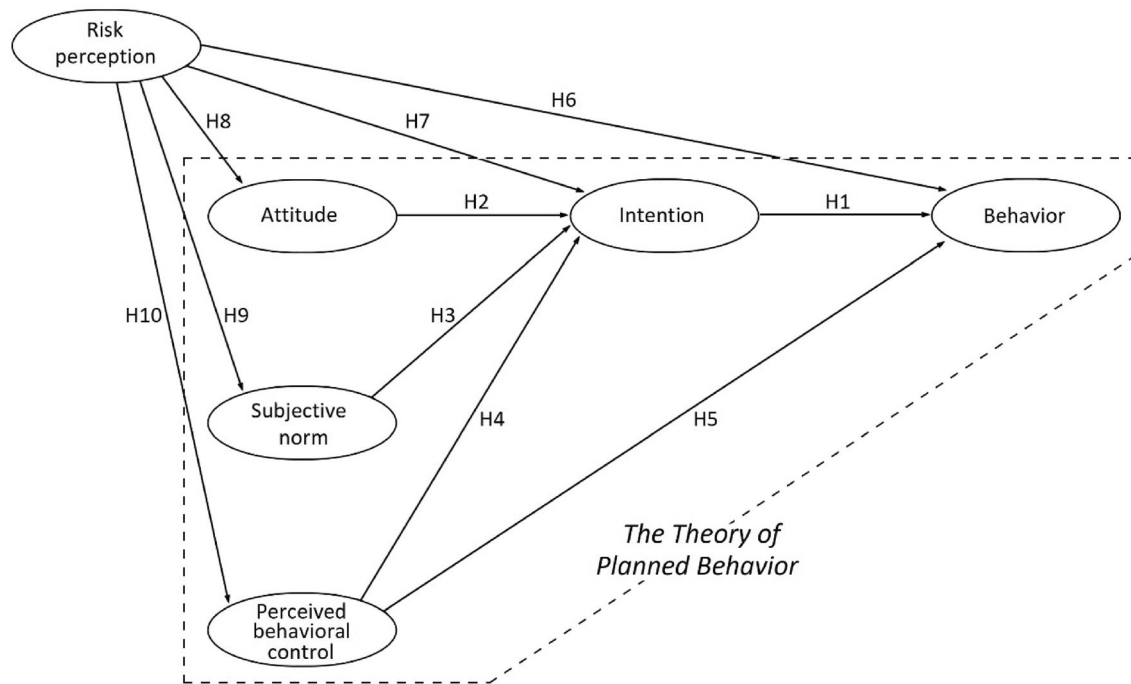 Risk
perception
H6
H7
H8
Attitude
H2
Intention
H1
Behavior
H10
H9
H3
Subjective
norm
H4
H5
The Theory of
Planned Behavior
Perceived
behavioral
control